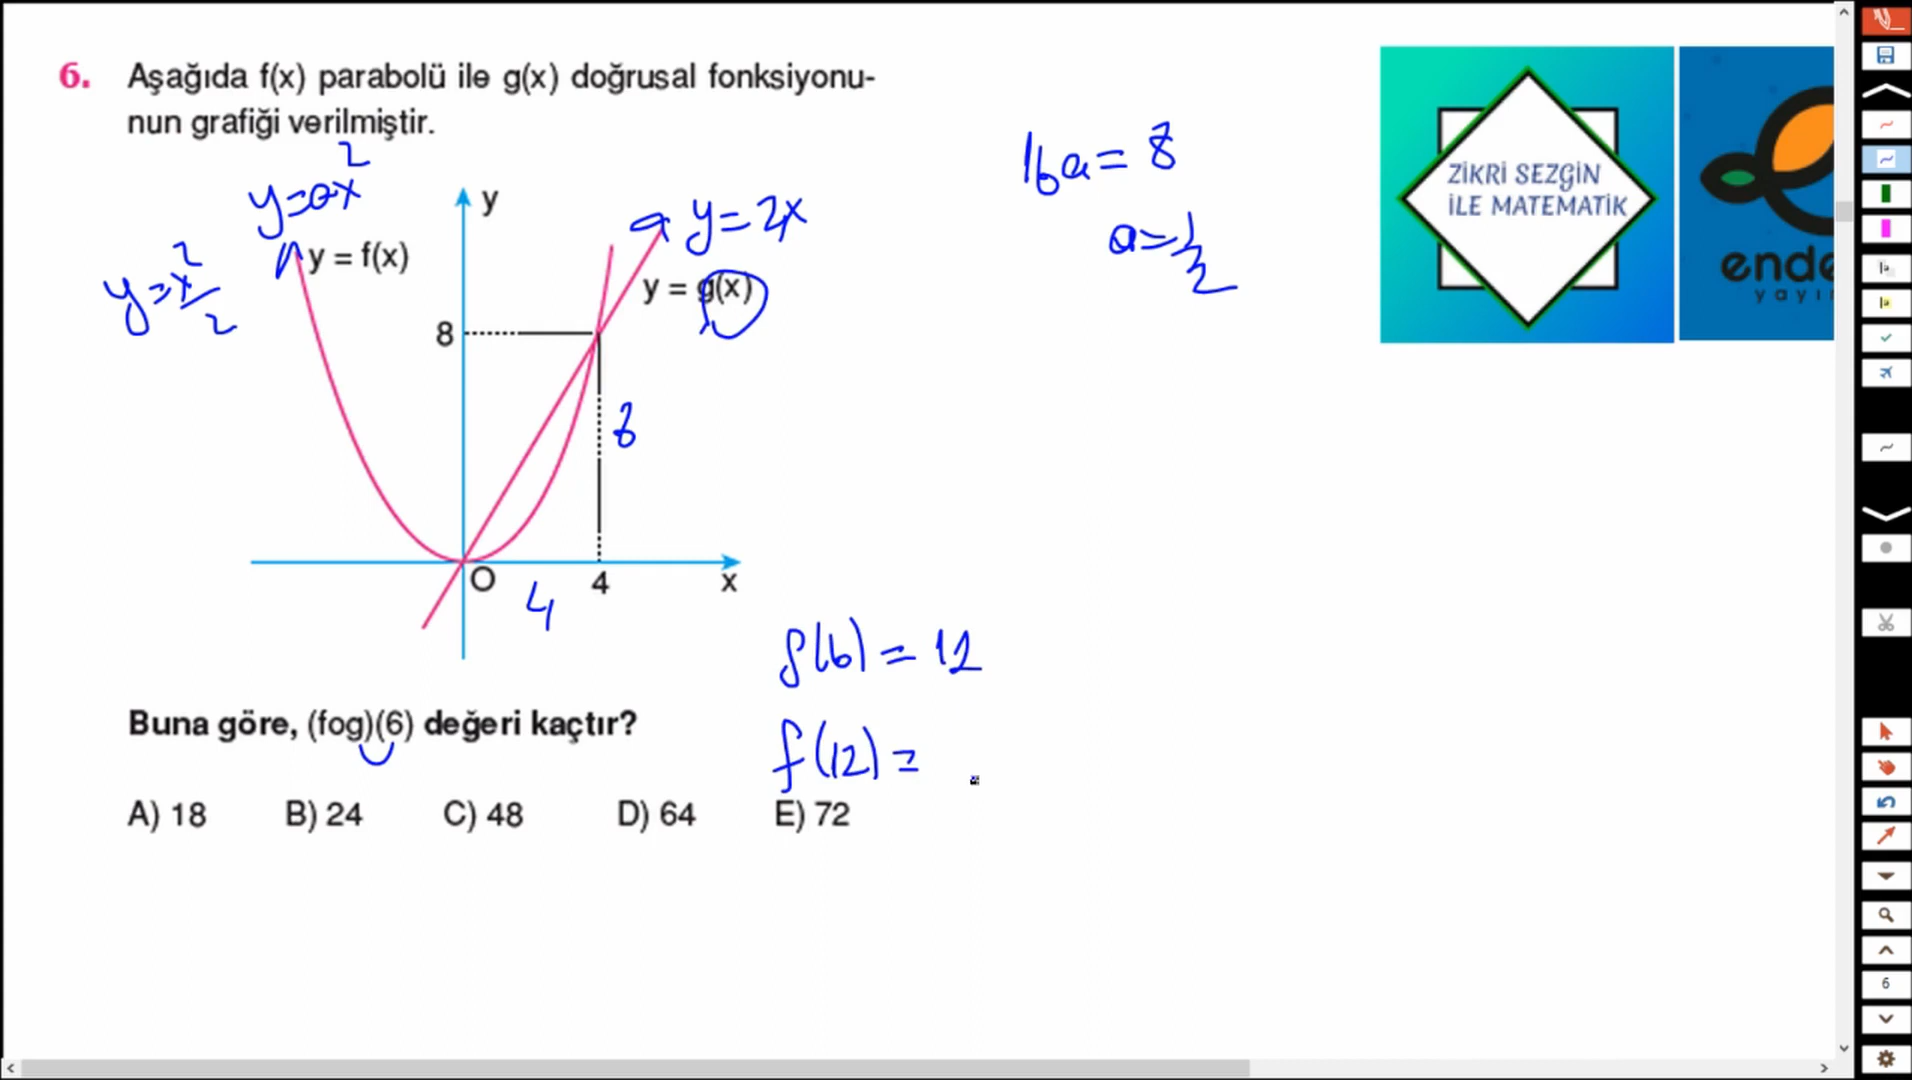 6. Aşağıda f(x) parabolü ile g(x) doğrusal fonksiyonu-
nun grafiği verilmiştir.
y=ax²
y=x²/2
y = f(x)
y
y=2x
y = g(x)
8
8
O
4
4
x
16a=8
a=1/2
ZİKRİ SEZGİN
İLE MATEMATİK
ende
yayı
g(6)=12
f(12)=
Buna göre, (fog)(6) değeri kaçtır?
A) 18 B) 24 C) 48 D) 64 E) 72
6